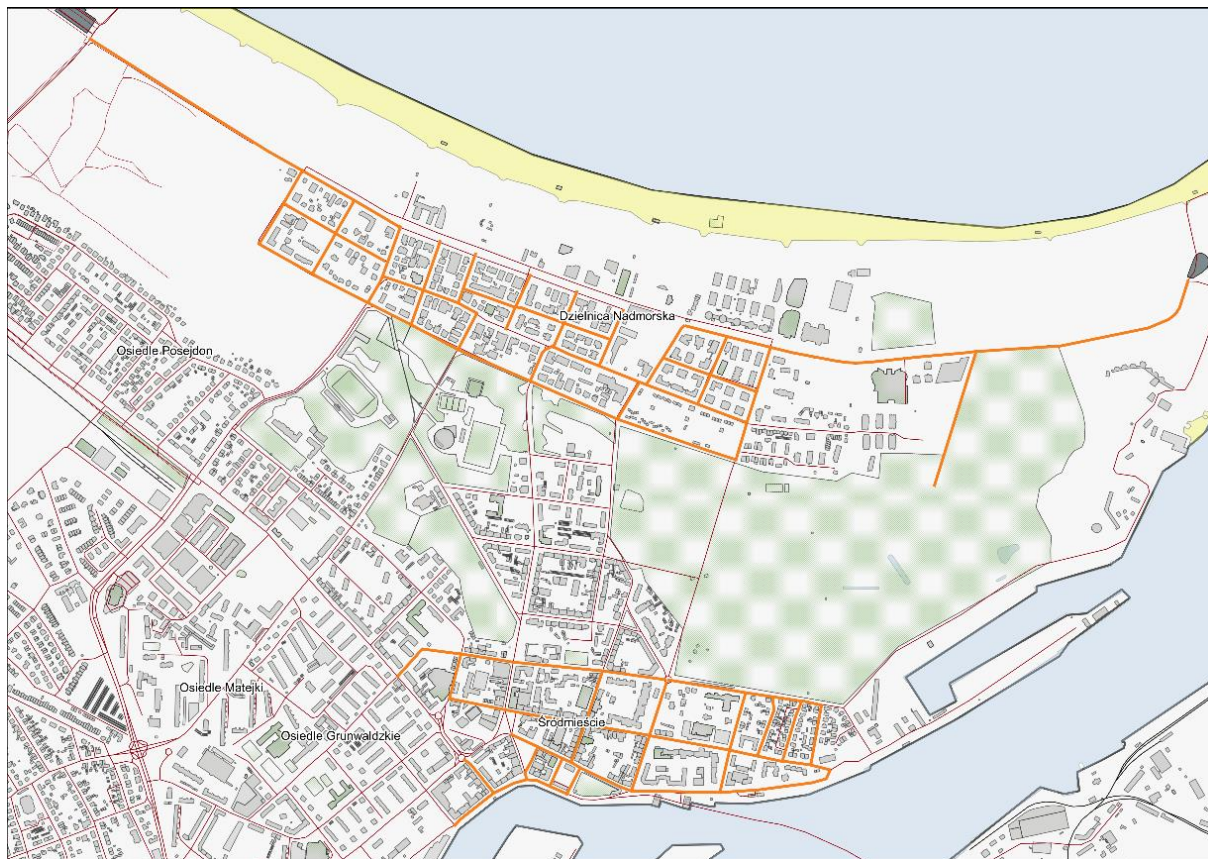 Dzielnica Nadmorska
Osiedle Posejdon
Osiedle Matejki
Śródmieście
Osiedle Grunwaldzkie